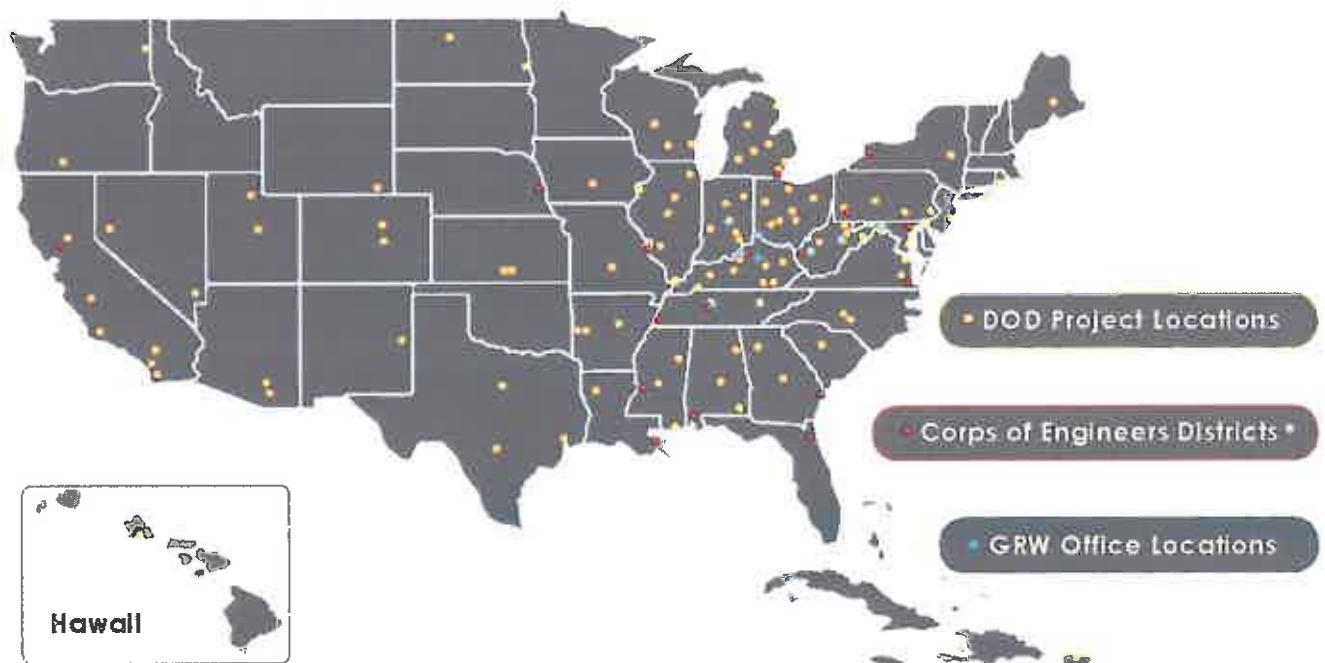 DOD Project Locations
Corps of Engineers Districts *
GRW Office Locations
Hawaii